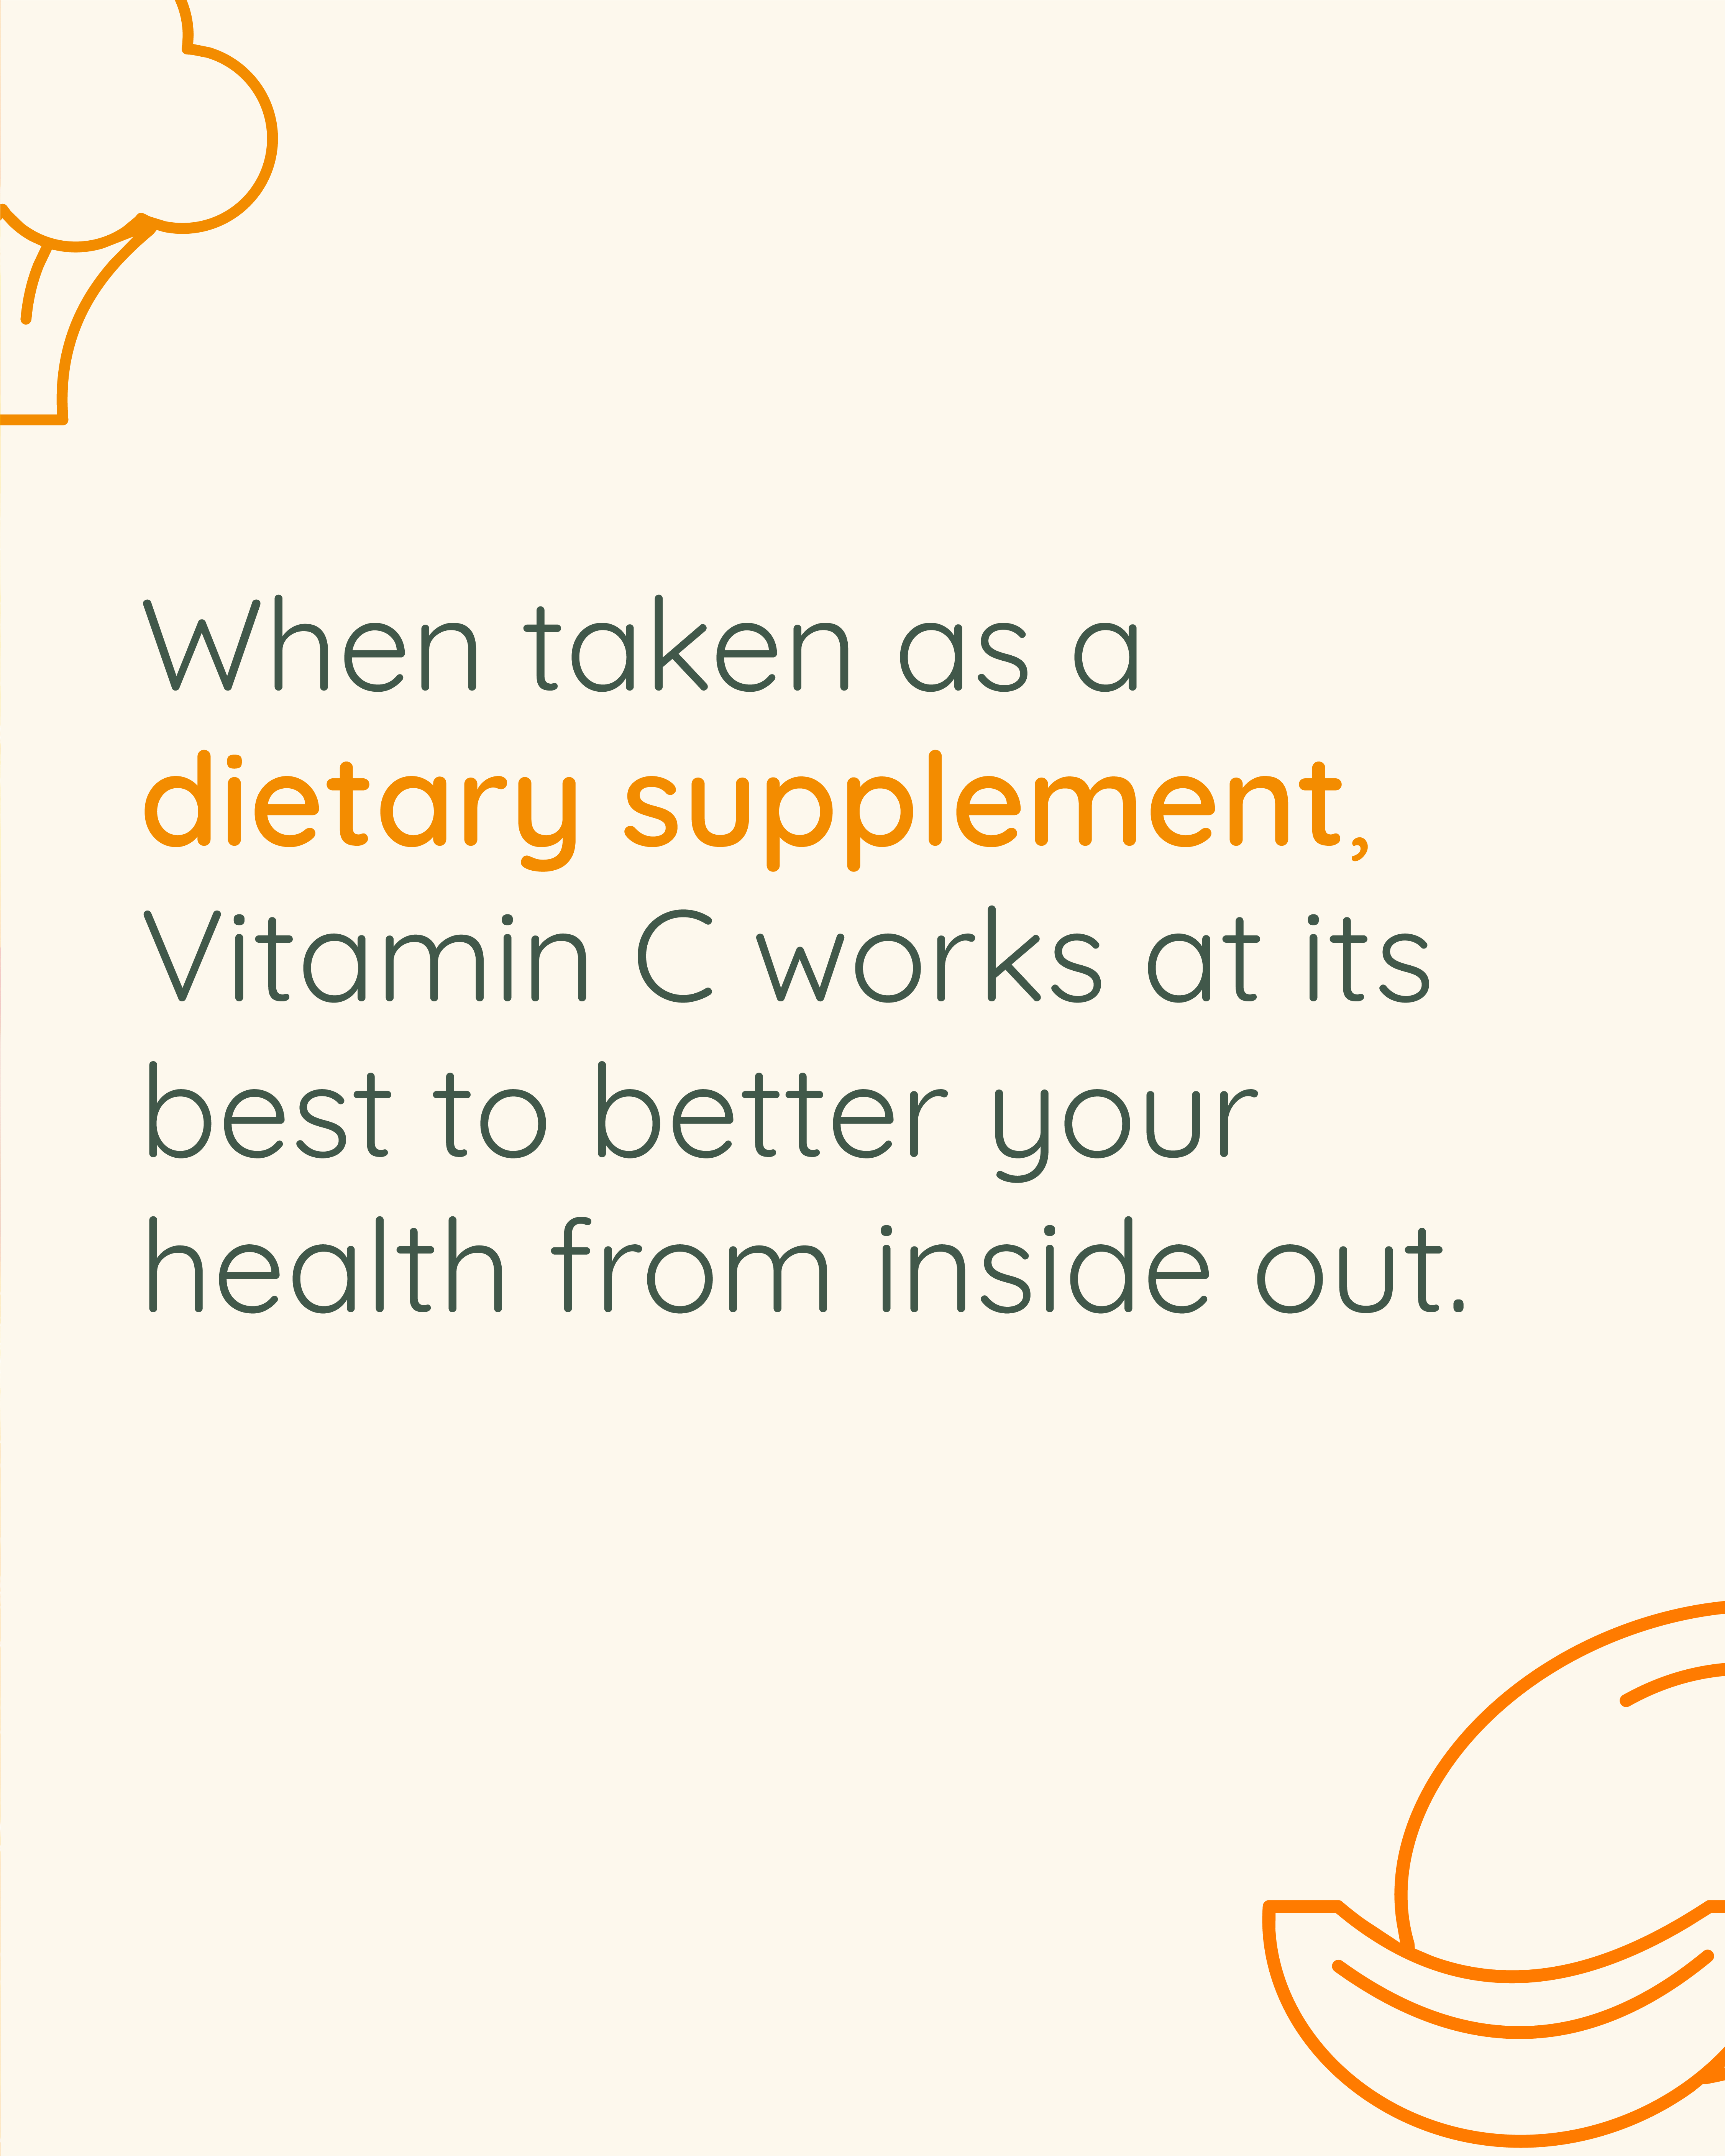 When taken as a
dietary supplement,
Vitamin C works at its
best to better your
health from inside out.